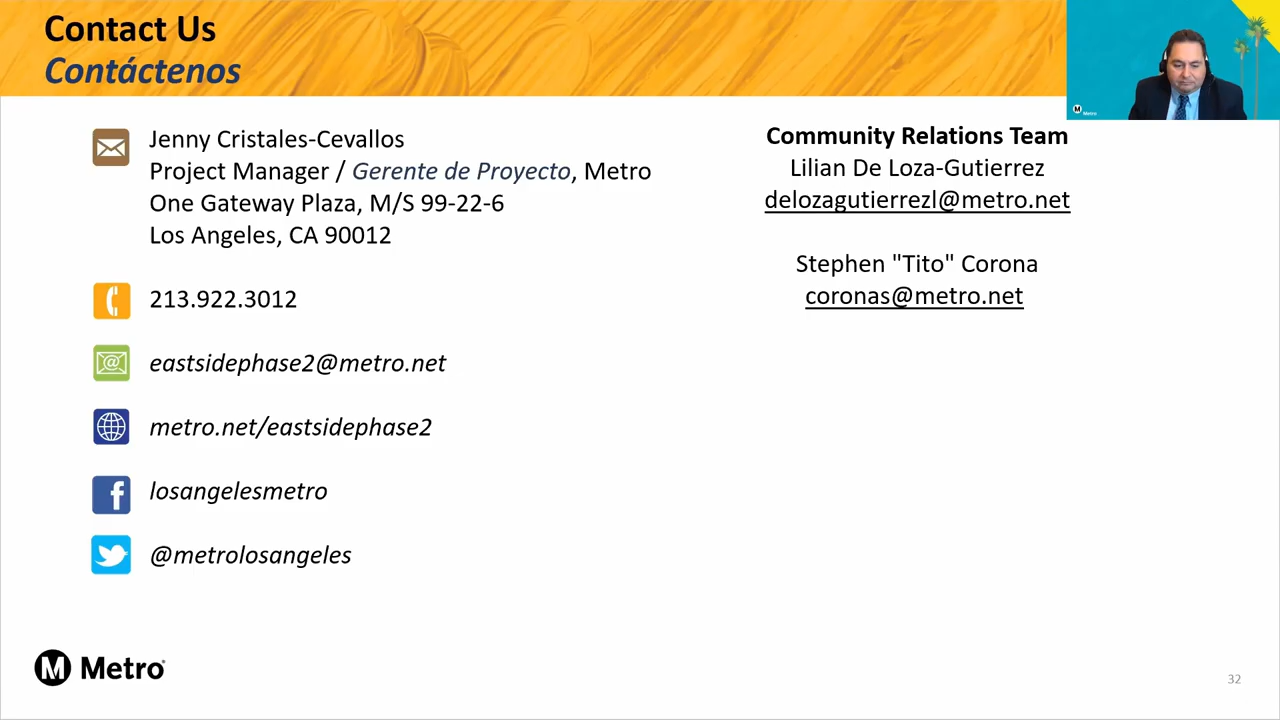 Contact Us
Contáctenos
Jenny Cristales-Cevallos
Project Manager / Gerente de Proyecto, Metro
One Gateway Plaza, M/S 99-22-6
Los Angeles, CA 90012
213.922.3012
eastsidephase2@metro.net
metro.net/eastsidephase2
losangelesmetro
@metrolosangeles
Community Relations Team
Lilian De Loza-Gutierrez
delozagutierrezl@metro.net
Stephen "Tito" Corona
coronas@metro.net
M Metro
M Metro
32